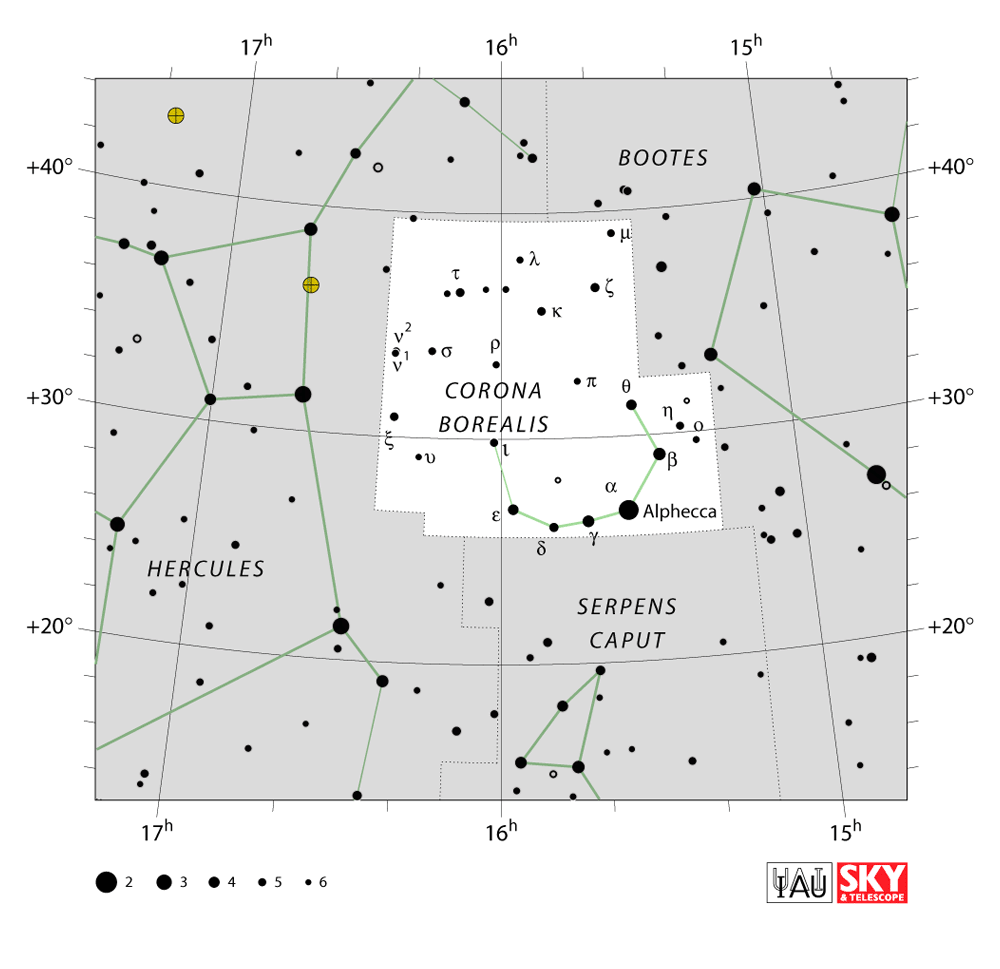 17h 16h 15h
+40° BOOTES +40°
μ
λ
τ ζ
κ
ν2
ν1 σ ρ
π
θ
+30° CORONA +30°
BOREALIS
η ο
ξ υ ι β
α
ε Alphecca
δ γ
HERCULES
SERPENS
CAPUT
+20° +20°
17h 16h 15h
2 3 4 5 6
IAU SKY
& TELESCOPE